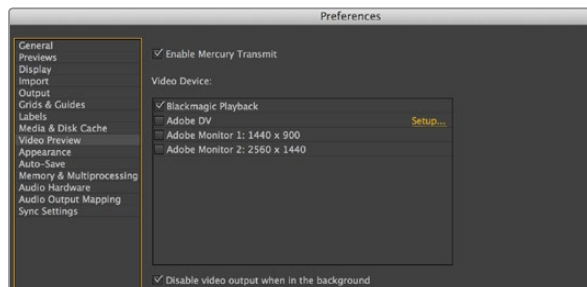 Preferences
General
Previews
Display
Import
Output
Grids & Guides
Labels
Media & Disk Cache
Video Preview
Appearance
Auto-Save
Memory & Multiprocessing
Audio Hardware
Audio Output Mapping
Sync Settings
Enable Mercury Transmit
Video Device:
Blackmagic Playback
Adobe DV Setup...
Adobe Monitor 1: 1440 x 900
Adobe Monitor 2: 2560 x 1440
Disable video output when in the background